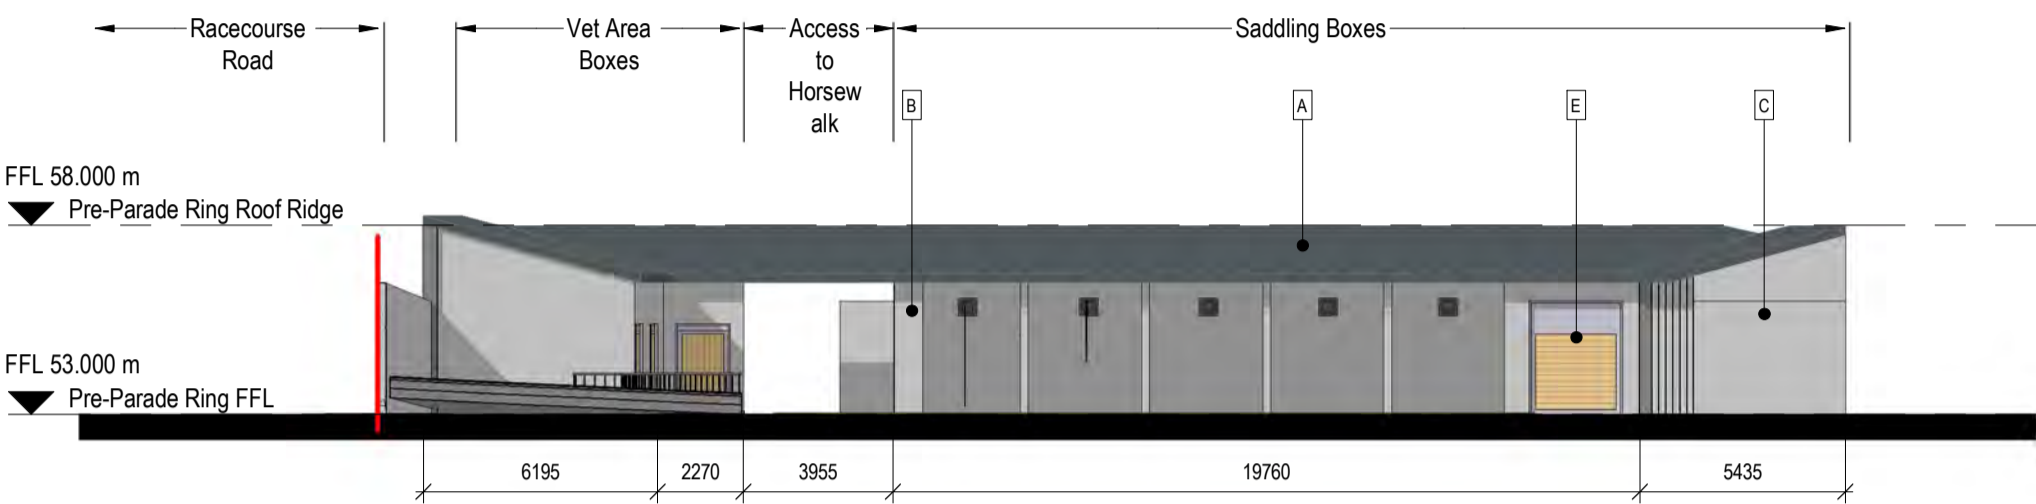 Racecourse
Road
Vet Area
Boxes
Access
to
Horsew
alk
Saddling Boxes
B
A
E
C
FFL 58.000 m
Pre-Parade Ring Roof Ridge
FFL 53.000 m
Pre-Parade Ring FFL
6195
2270
3955
19760
5435